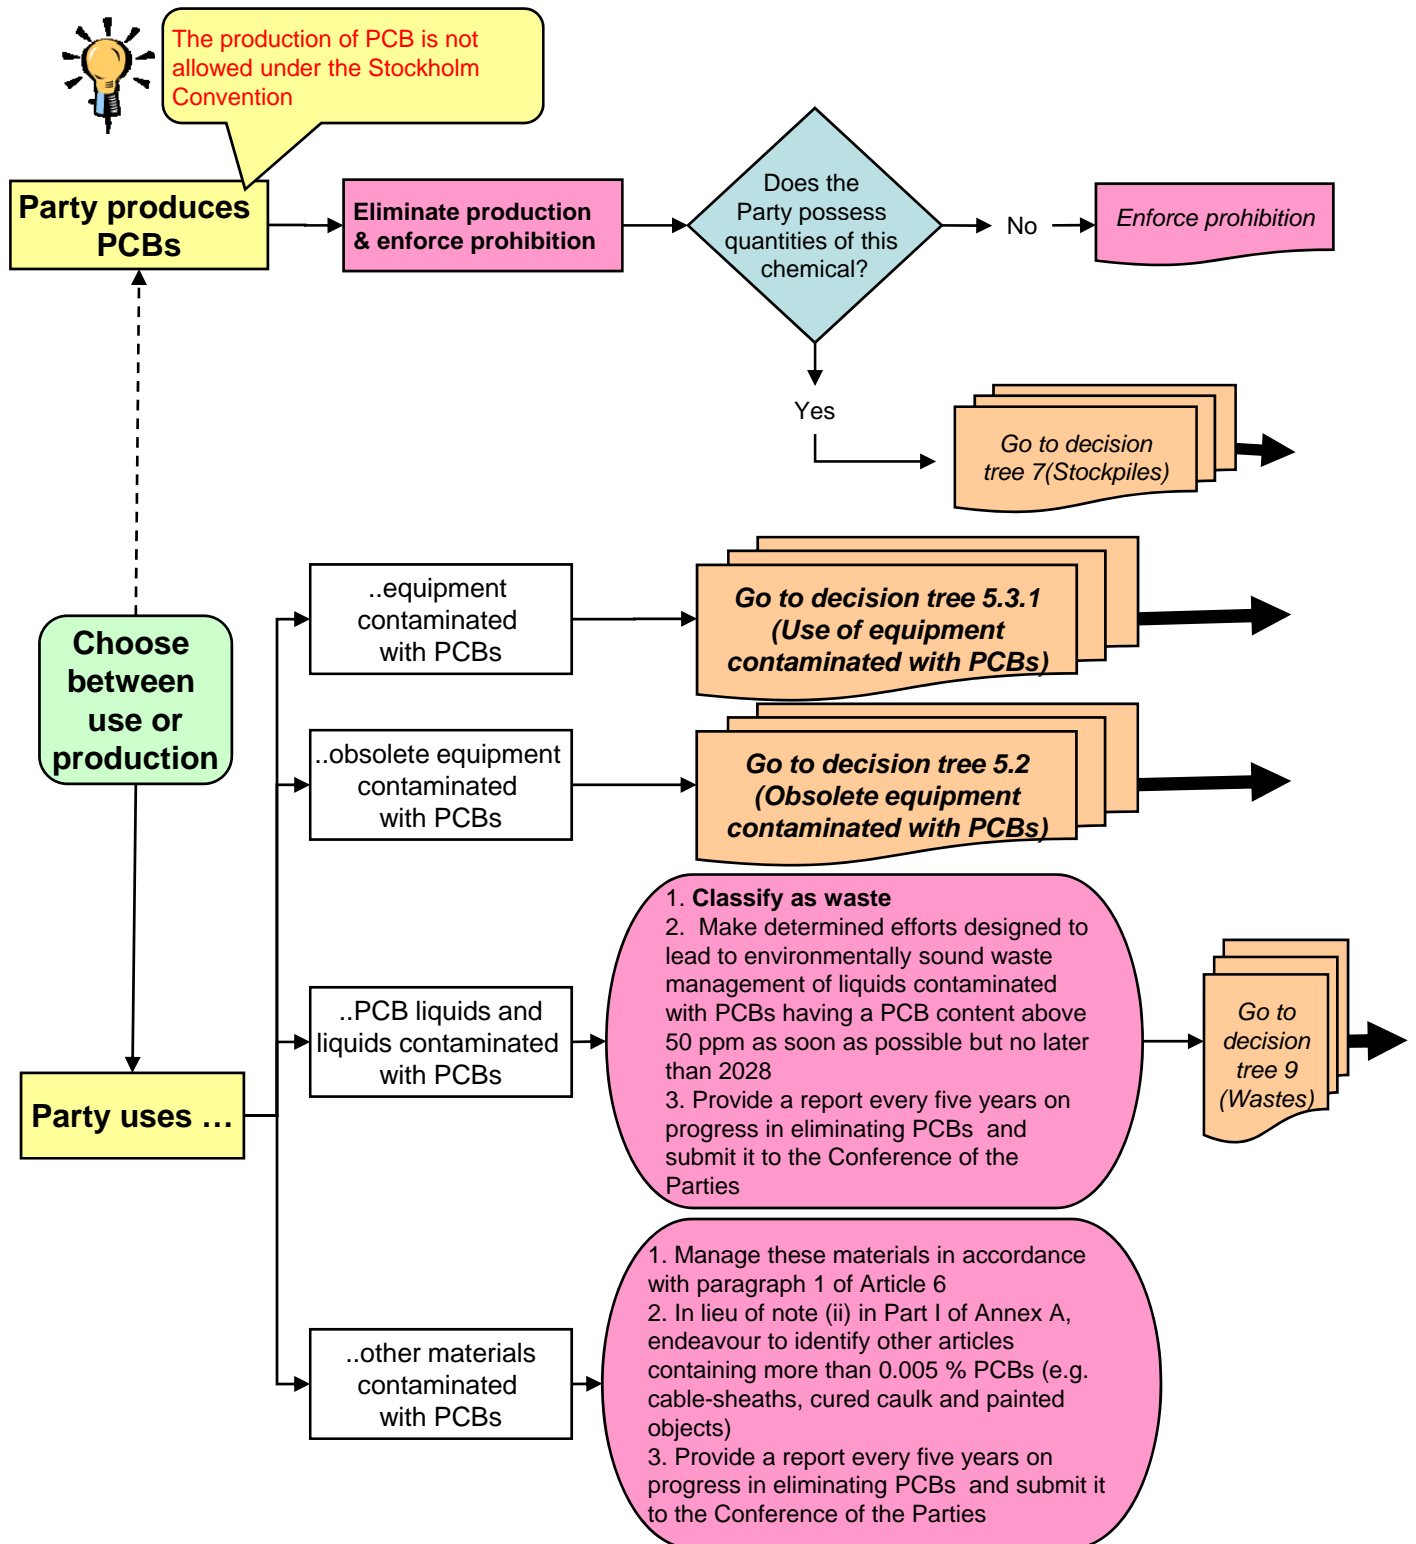 The production of PCB is not
allowed under the Stockholm
Convention
Party produces
PCBs
Eliminate production
& enforce prohibition
Does the
Party possess
quantities of this
chemical?
No
Enforce prohibition
Yes
Go to decision
tree 7(Stockpiles)
Choose
between
use or
production
..equipment
contaminated
with PCBs
Go to decision tree 5.3.1
(Use of equipment
contaminated with PCBs)
..obsolete equipment
contaminated
with PCBs
Go to decision tree 5.2
(Obsolete equipment
contaminated with PCBs)
Party uses …
..PCB liquids and
liquids contaminated
with PCBs
1. Classify as waste
2.  Make determined efforts designed to
lead to environmentally sound waste
management of liquids contaminated
with PCBs having a PCB content above
50 ppm as soon as possible but no later
than 2028
3. Provide a report every five years on
progress in eliminating PCBs  and
submit it to the Conference of the
Parties
Go to
decision
tree 9
(Wastes)
..other materials
contaminated
with PCBs
1. Manage these materials in accordance
with paragraph 1 of Article 6
2. In lieu of note (ii) in Part I of Annex A,
endeavour to identify other articles
containing more than 0.005 % PCBs (e.g.
cable-sheaths, cured caulk and painted
objects)
3. Provide a report every five years on
progress in eliminating PCBs  and submit it
to the Conference of the Parties